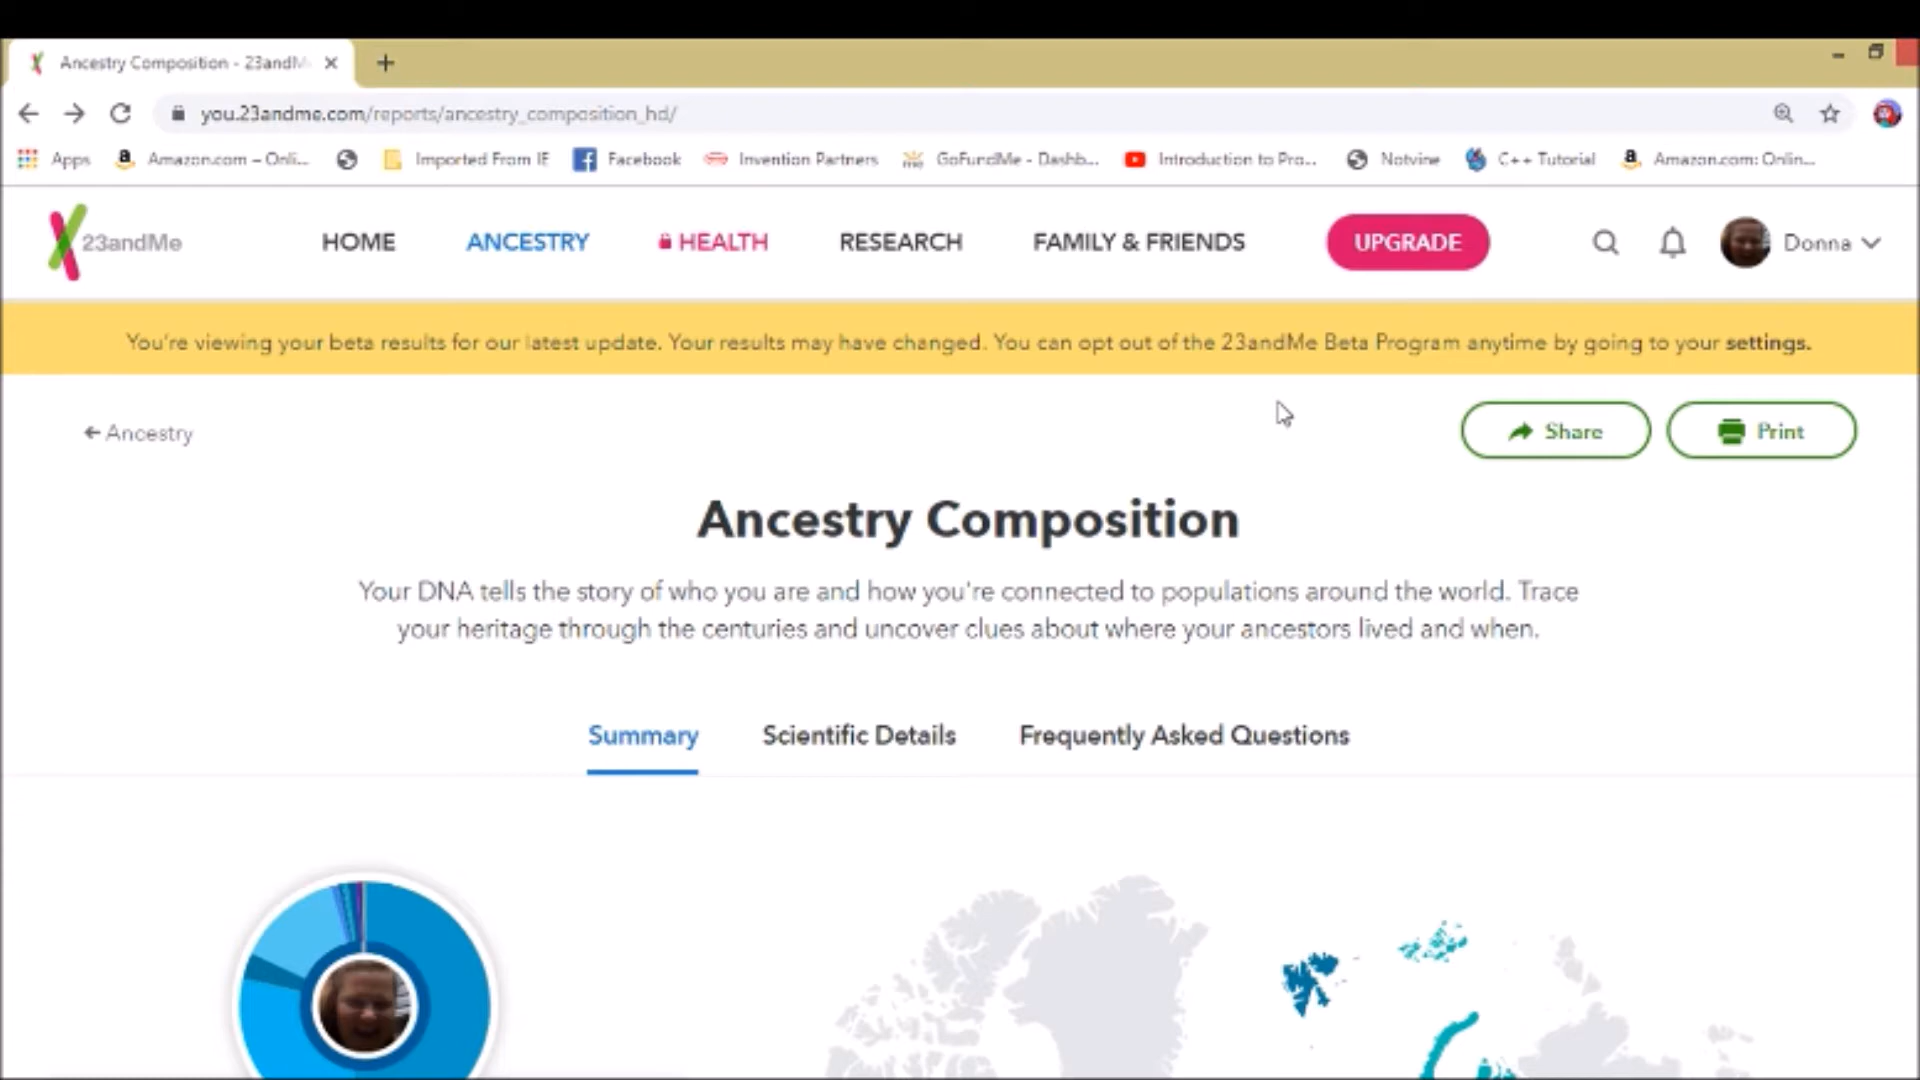 Ancestry Composition - 23andM
you.23andme.com/reports/ancestry_composition_hd/
Apps Amazon.com – Onli... Imported From IE Facebook Invention Partners GoFundMe - Dashb... Introduction to Pro... Notvine C++ Tutorial Amazon.com: Onlin...
23andMe HOME ANCESTRY HEALTH RESEARCH FAMILY & FRIENDS UPGRADE Donna
You're viewing your beta results for our latest update. Your results may have changed. You can opt out of the 23andMe Beta Program anytime by going to your settings.
Ancestry Share Print
Ancestry Composition
Your DNA tells the story of who you are and how you're connected to populations around the world. Trace
your heritage through the centuries and uncover clues about where your ancestors lived and when.
Summary Scientific Details Frequently Asked Questions